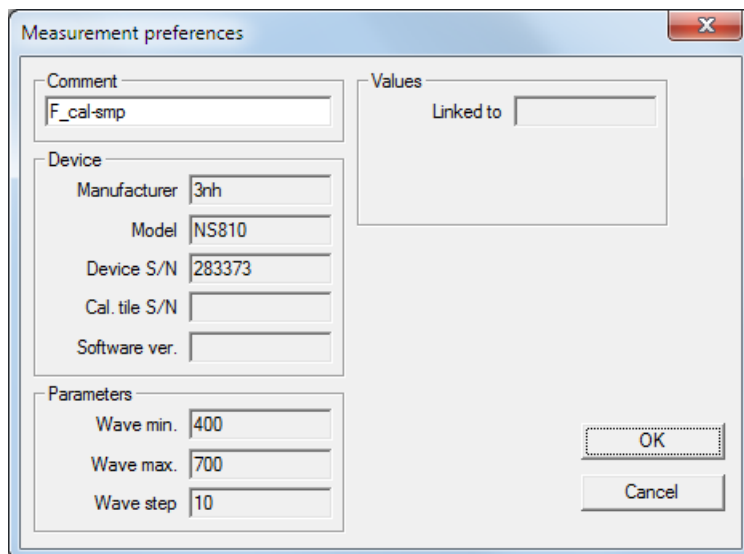 Measurement preferences
Comment
F_cal-smp
Device
Manufacturer 3nh
Model NS810
Device S/N 283373
Cal. tile S/N
Software ver.
Parameters
Wave min. 400
Wave max. 700
Wave step 10
Values
Linked to
OK
Cancel